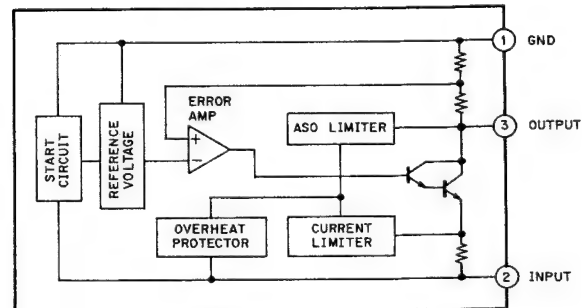 1
GND
ERROR
AMP
ASO LIMITER
3
OUTPUT
START
CIRCUIT
REFERENCE
VOLTAGE
+
−
OVERHEAT
PROTECTOR
CURRENT
LIMITER
2
INPUT